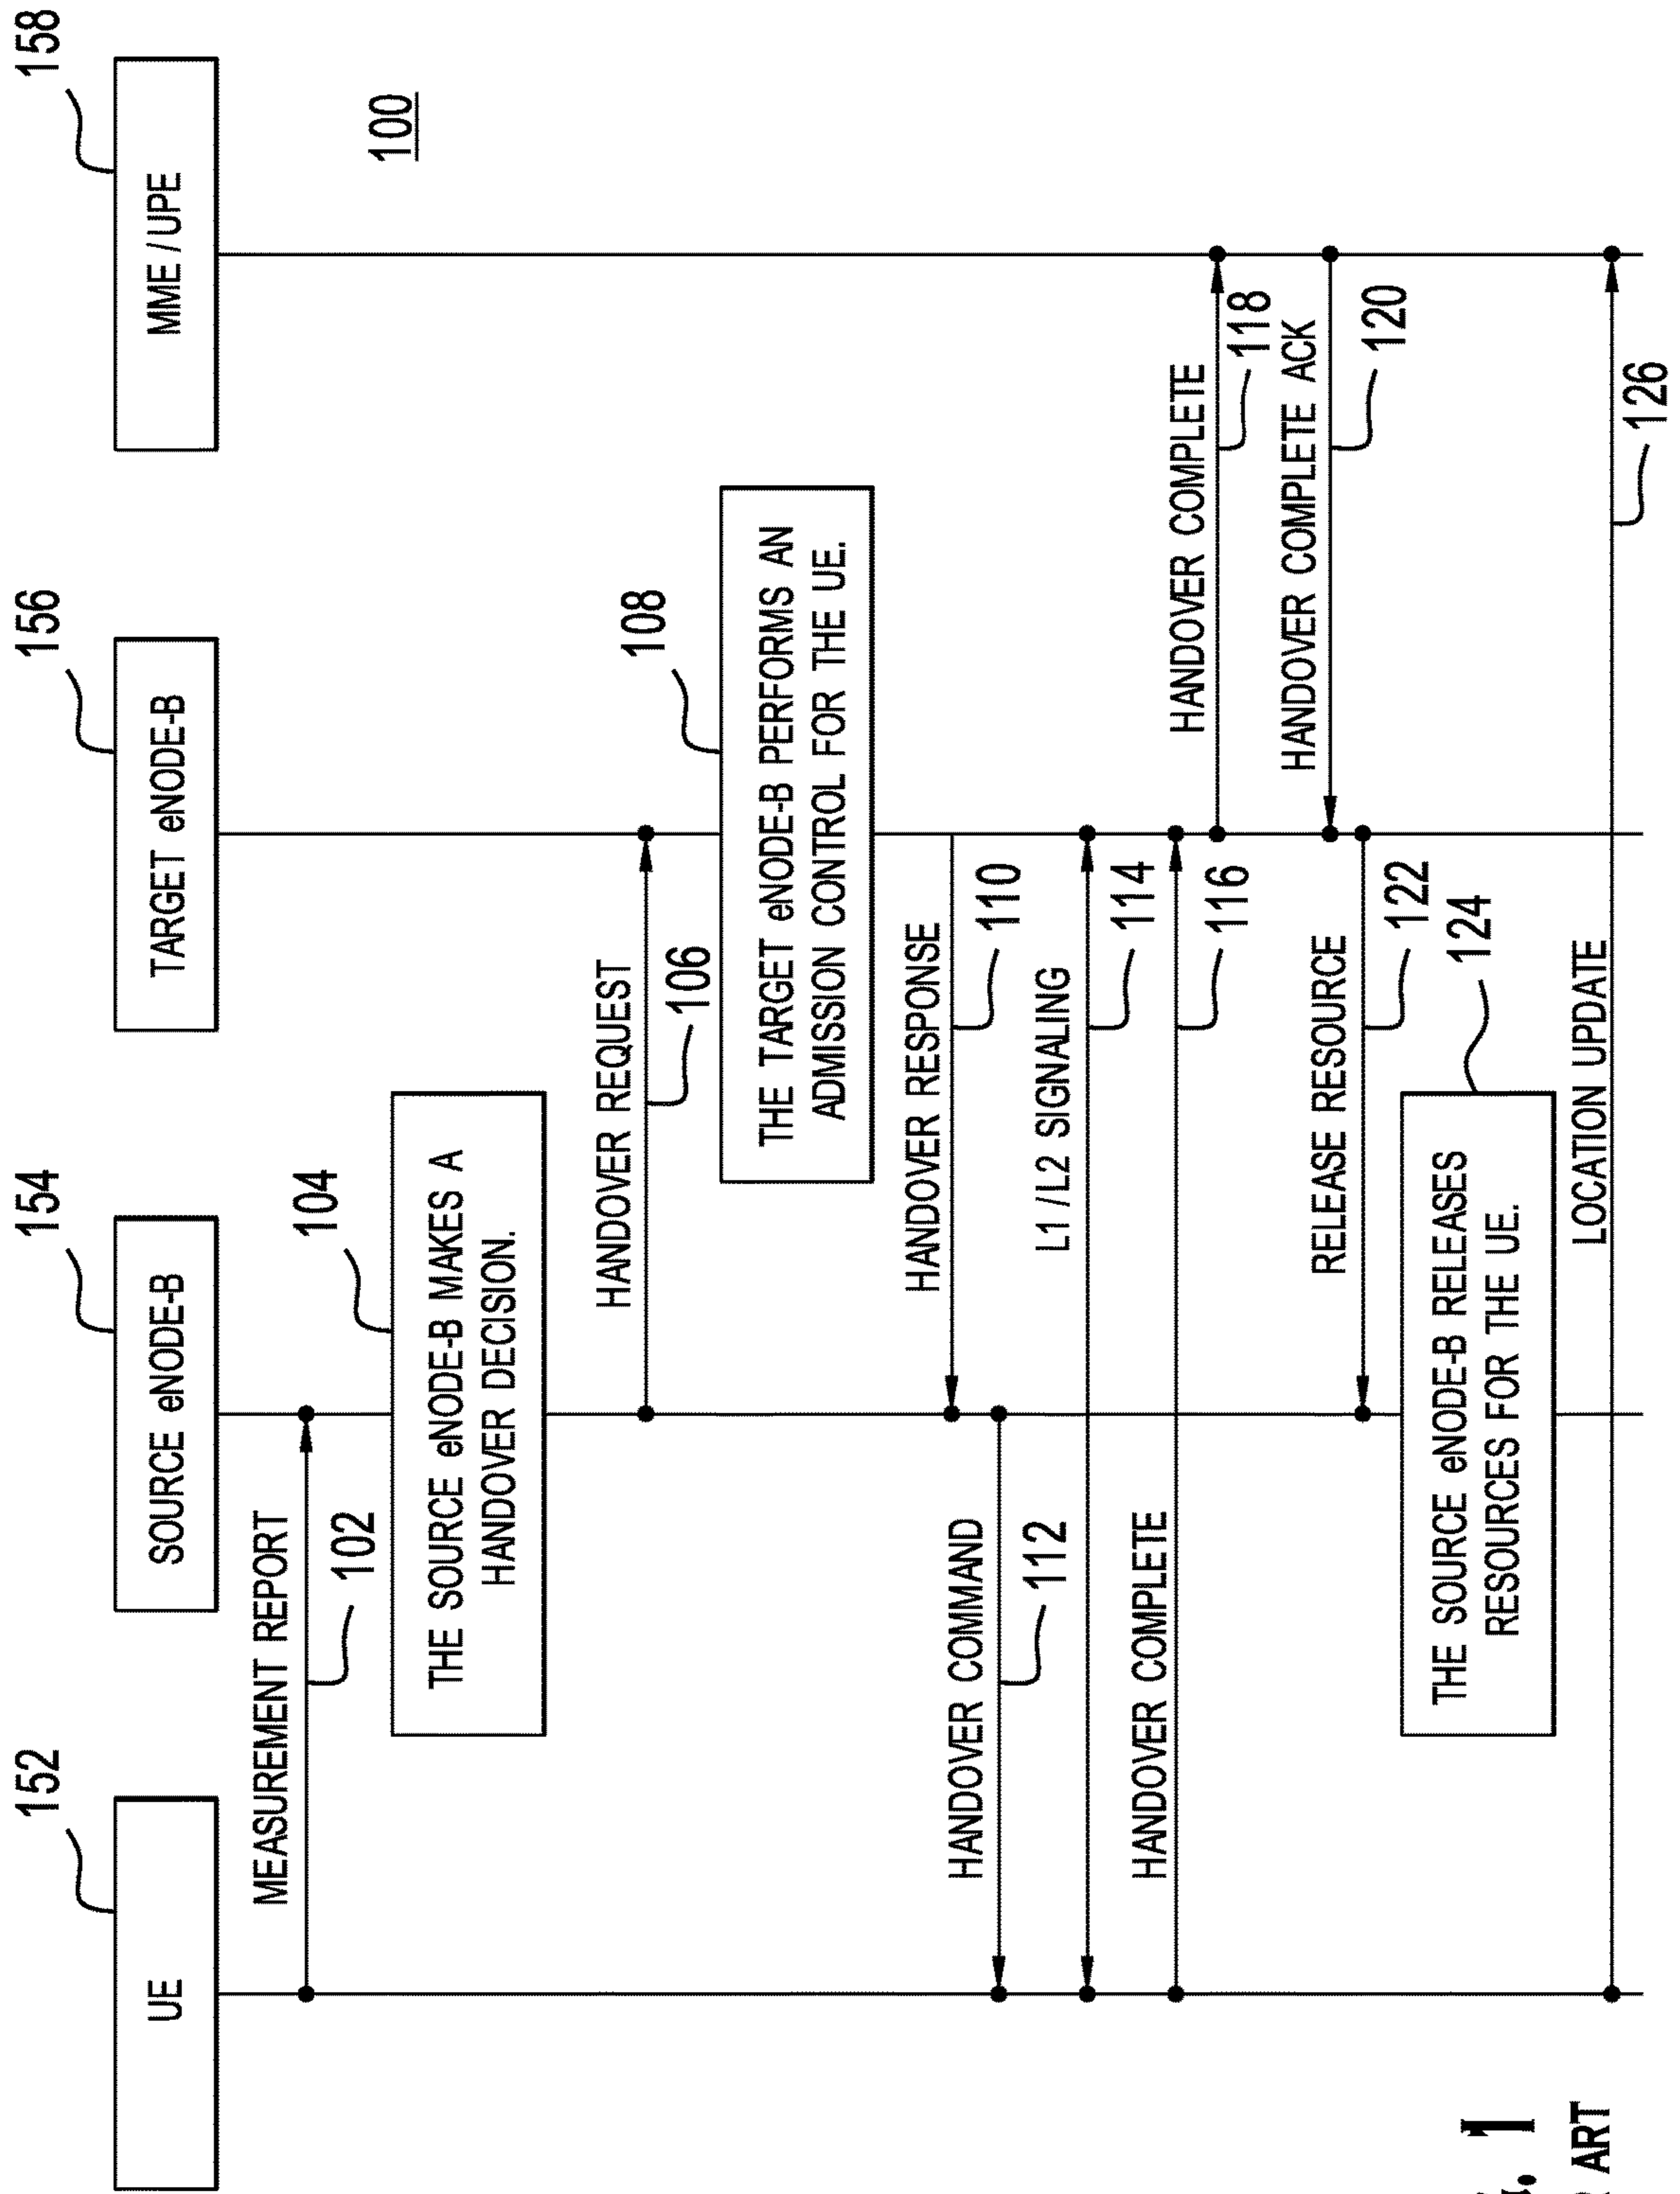 152
154
156
158
UE
SOURCE eNODE-B
TARGET eNODE-B
MME / UPE
100
MEASUREMENT REPORT
102
104
THE SOURCE eNODE-B MAKES A
HANDOVER DECISION.
HANDOVER REQUEST
106
108
THE TARGET eNODE-B PERFORMS AN
ADMISSION CONTROL FOR THE UE.
HANDOVER RESPONSE
110
HANDOVER COMMAND
112
L1 / L2 SIGNALING
114
HANDOVER COMPLETE
116
HANDOVER COMPLETE
118
HANDOVER COMPLETE ACK
120
RELEASE RESOURCE
122
124
THE SOURCE eNODE-B RELEASES
RESOURCES FOR THE UE.
LOCATION UPDATE
126
1
ART